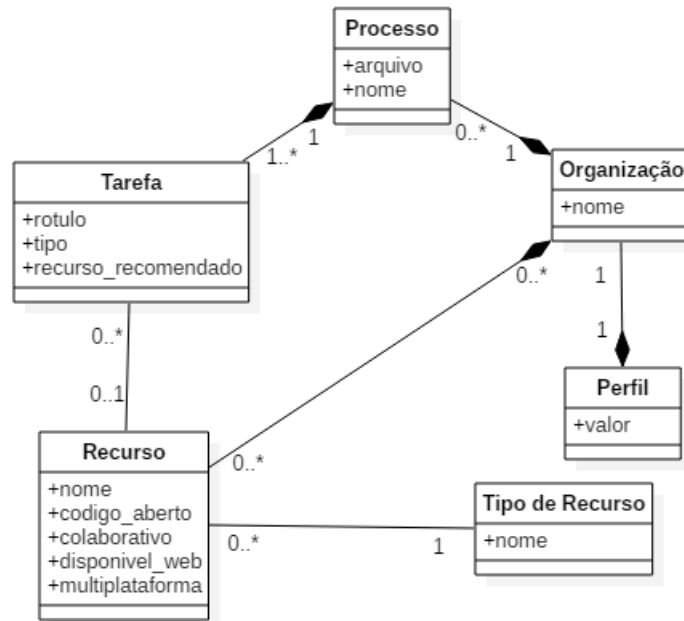 Processo
+arquivo
+nome
0..*
1
1
1..*
Organização
+nome
Tarefa
+rotulo
+tipo
+recurso_recomendado
0..*
1
0..*
1
0..1
Perfil
+valor
Recurso
+nome
+codigo_aberto
+colaborativo
+disponivel_web
+multiplataforma
0..*
Tipo de Recurso
+nome
0..*
1